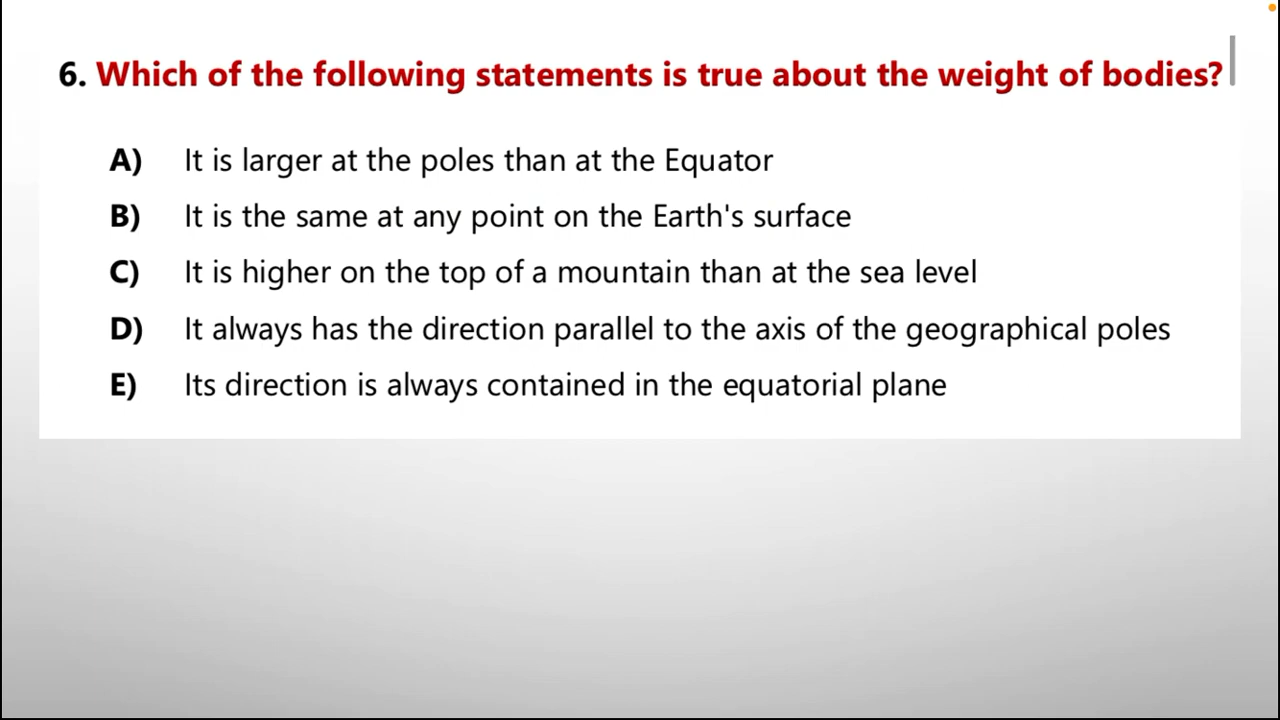 6. Which of the following statements is true about the weight of bodies?
A) It is larger at the poles than at the Equator
B) It is the same at any point on the Earth's surface
C) It is higher on the top of a mountain than at the sea level
D) It always has the direction parallel to the axis of the geographical poles
E) Its direction is always contained in the equatorial plane